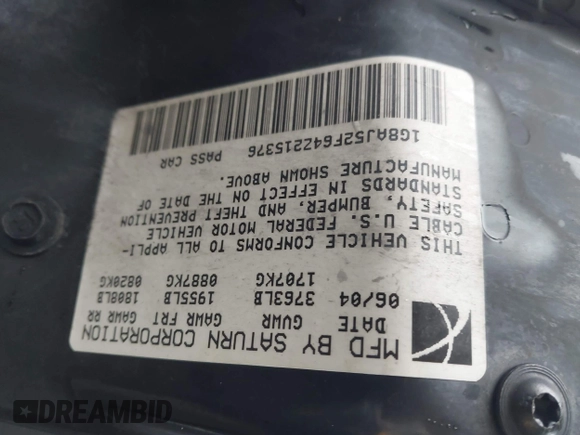 MFD BY SATURN CORPORATION
DATE GVWR GAWR FRT GAWR RR
06/04 3763LB 1955LB 1808LB
1707KG 0887KG 0820KG
THIS VEHICLE CONFORMS TO ALL APPLI-
CABLE U.S. FEDERAL MOTOR VEHICLE
SAFETY, BUMPER, AND THEFT PREVENTION
STANDARDS IN EFFECT ON THE DATE OF
MANUFACTURE SHOWN ABOVE.
1G8AJ52F64Z215376 PASS CAR
DREAMBID